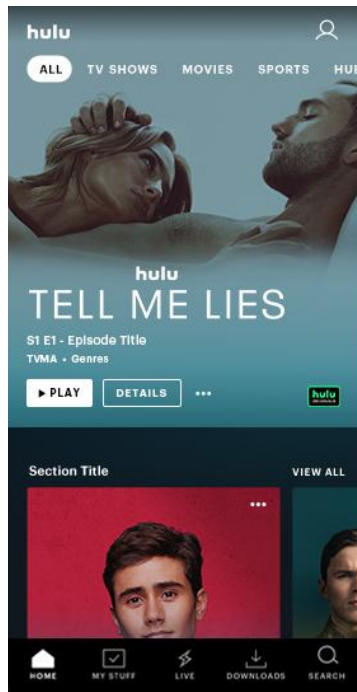 hulu
ALL TV SHOWS MOVIES SPORTS HU
hulu
TELL ME LIES
S1 E1 - Episode Title
TVMA • Genres
PLAY DETAILS
hulu
Section Title VIEW ALL
HOME MY STUFF LIVE DOWNLOADS SEARCH